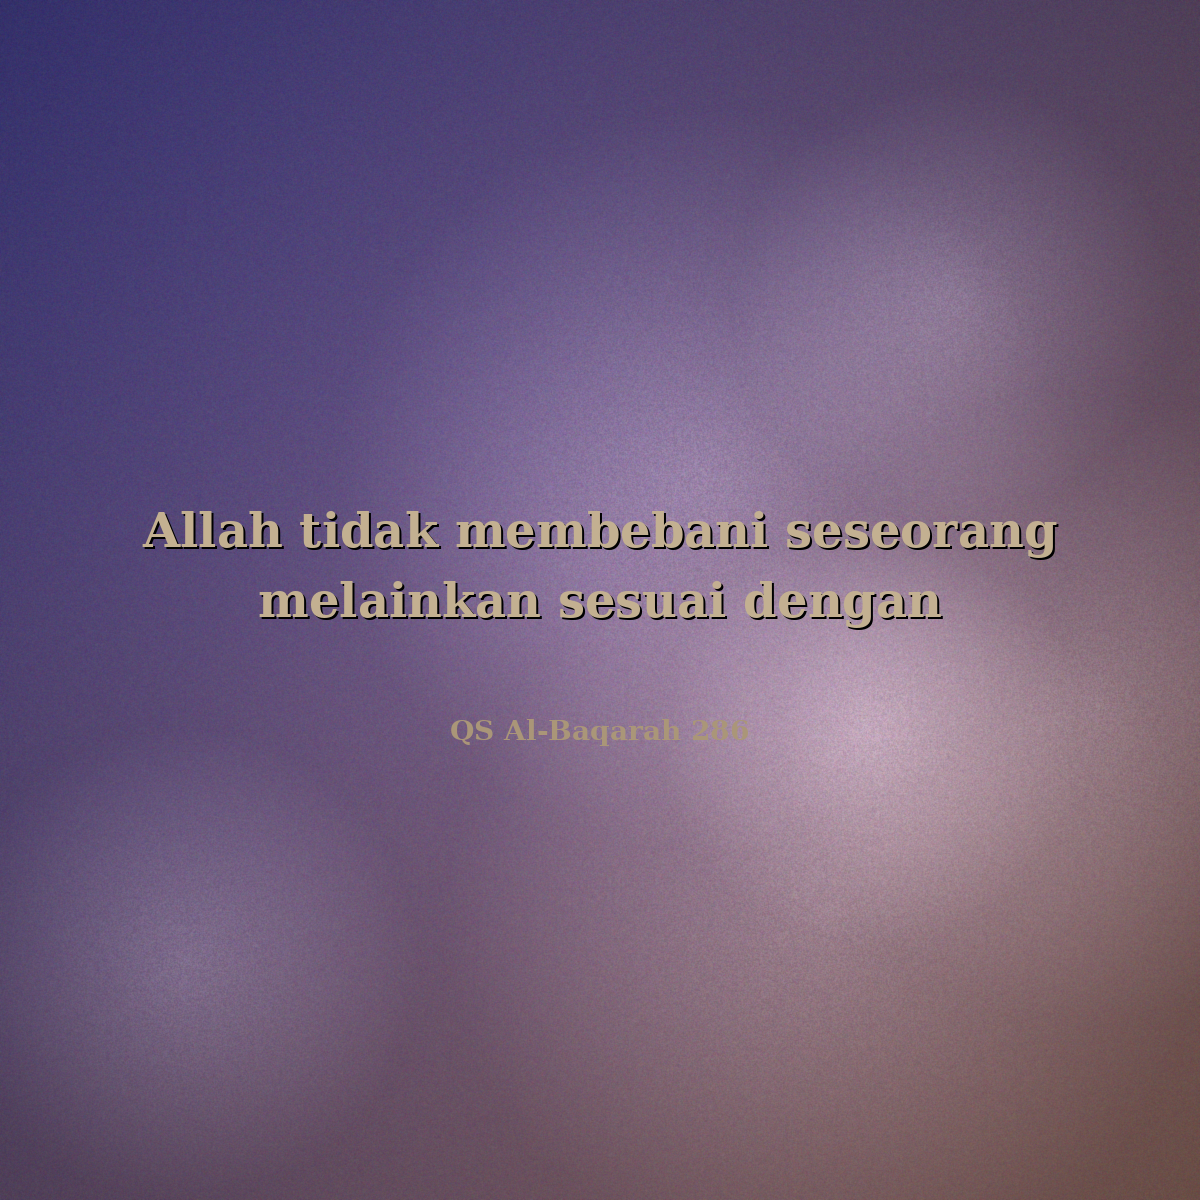 Allah tidak membebani seseorang
melainkan sesuai dengan
QS Al-Baqarah 286